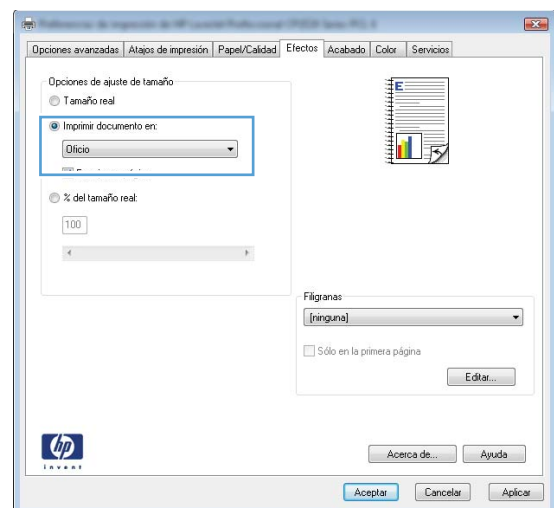 Opciones avanzadas Atajos de impresión Papel/Calidad Efectos Acabado Color Servicios
Opciones de ajuste de tamaño
Tamaño real
Imprimir documento en:
Oficio
% del tamaño real:
100
E
Filigranas
[ninguna]
Sólo en la primera página
Editar...
hp
invent
Acerca de... Ayuda
Aceptar Cancelar Aplicar